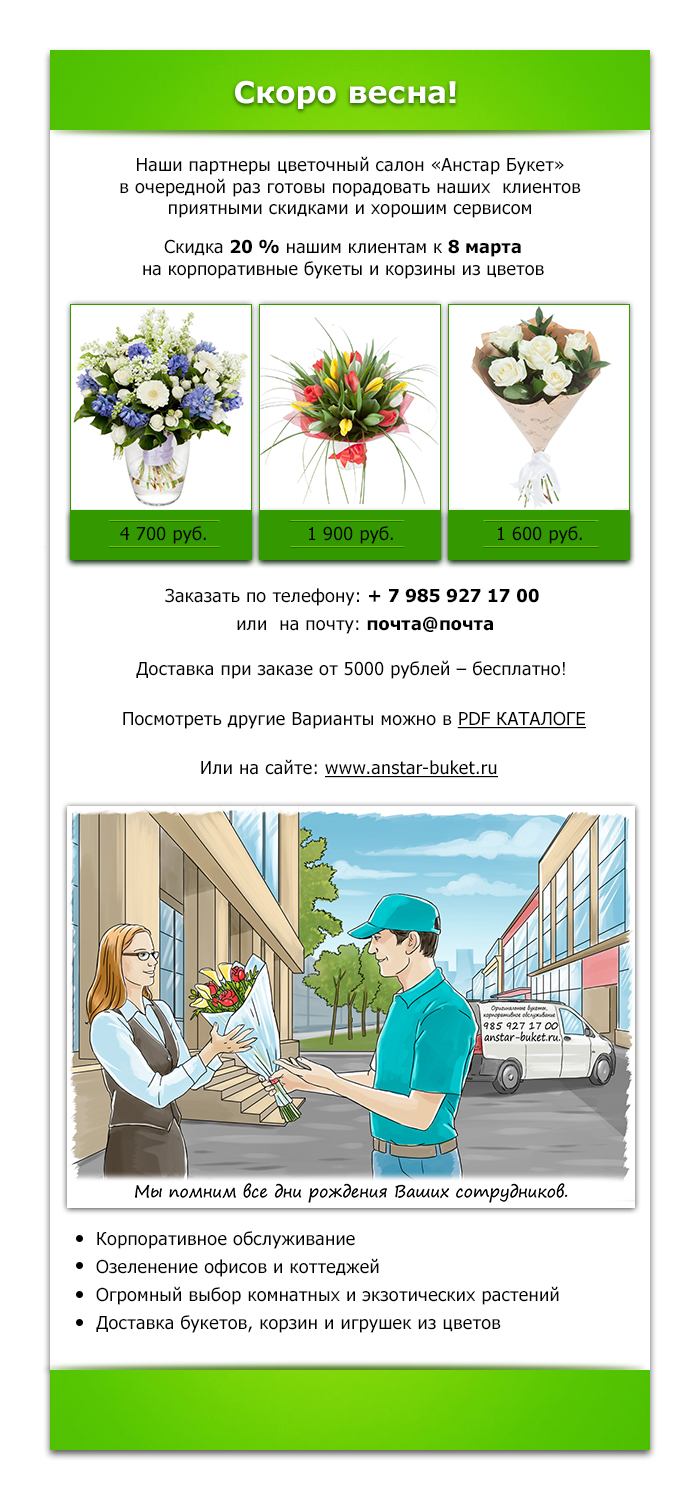 Скоро весна!
Наши партнеры цветочный салон «Анстар Букет»
в очередной раз готовы порадовать наших  клиентов
приятными скидками и хорошим сервисом
Скидка 20 % нашим клиентам к 8 марта
на корпоративные букеты и корзины из цветов
4 700 руб.
1 900 руб.
1 600 руб.
Заказать по телефону: + 7 985 927 17 00
или  на почту: почта@почта
Доставка при заказе от 5000 рублей – бесплатно!
Посмотреть другие Варианты можно в PDF КАТАЛОГЕ
Или на сайте: www.anstar-buket.ru
Оригинальные букеты,
корпоративное обслуживание
985 927 17 00
anstar-buket.ru.
Мы помним все дни рождения Ваших сотрудников.
• Корпоративное обслуживание
• Озеленение офисов и коттеджей
• Огромный выбор комнатных и экзотических растений
• Доставка букетов, корзин и игрушек из цветов